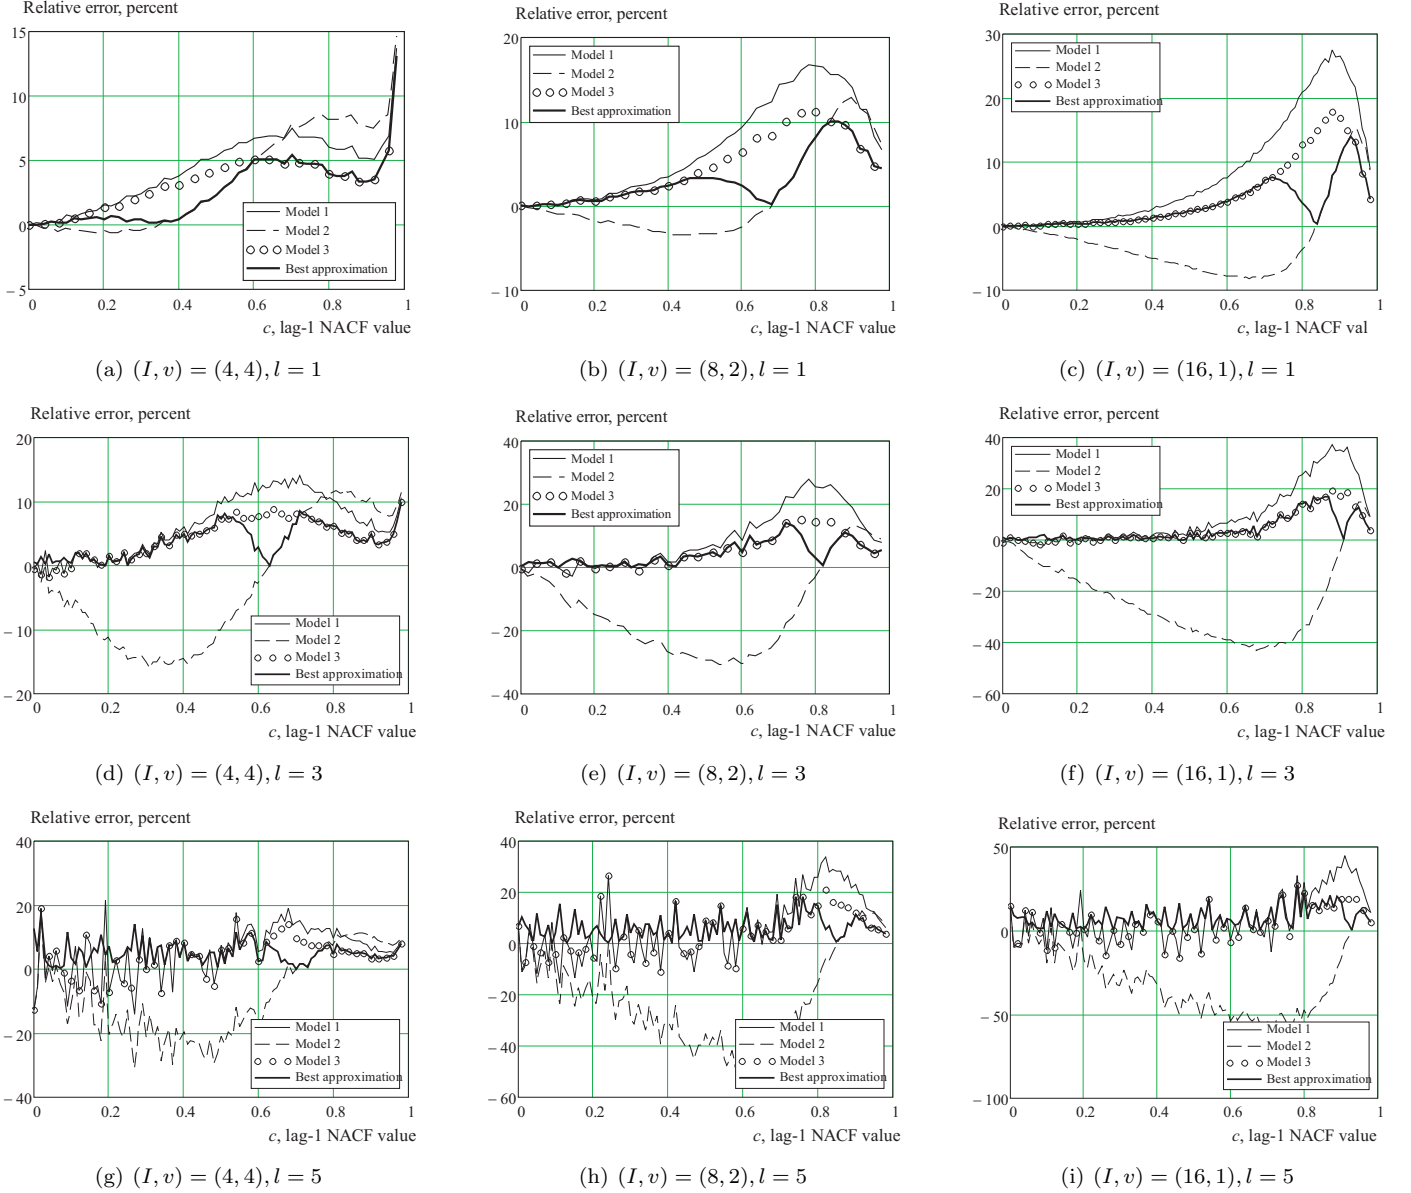 Relative error, percent
15
10
5
0
– 5
Model 1
Model 2
Model 3
Best approximation
0 0.2 0.4 0.6 0.8 1
c, lag-1 NACF value
(a) (I, v) = (4, 4), l = 1
Relative error, percent
20
10
0
– 10
Model 1
Model 2
Model 3
Best approximation
0 0.2 0.4 0.6 0.8 1
c, lag-1 NACF value
(b) (I, v) = (8, 2), l = 1
Relative error, percent
30
20
10
0
– 10
Model 1
Model 2
Model 3
Best approximation
0 0.2 0.4 0.6 0.8 1
c, lag-1 NACF val
(c) (I, v) = (16, 1), l = 1
Relative error, percent
20
10
0
– 10
– 20
Model 1
Model 2
Model 3
Best approximation
0 0.2 0.4 0.6 0.8 1
c, lag-1 NACF value
(d) (I, v) = (4, 4), l = 3
Relative error, percent
40
20
0
– 20
– 40
Model 1
Model 2
Model 3
Best approximation
0 0.2 0.4 0.6 0.8 1
c, lag-1 NACF value
(e) (I, v) = (8, 2), l = 3
Relative error, percent
40
20
0
– 20
– 40
– 60
Model 1
Model 2
Model 3
Best approximation
0 0.2 0.4 0.6 0.8 1
c, lag-1 NACF value
(f) (I, v) = (16, 1), l = 3
Relative error, percent
40
20
0
– 20
– 40
Model 1
Model 2
Model 3
Best approximation
0 0.2 0.4 0.6 0.8 1
c, lag-1 NACF value
(g) (I, v) = (4, 4), l = 5
Relative error, percent
40
20
0
– 20
– 40
– 60
Model 1
Model 2
Model 3
Best approximation
0 0.2 0.4 0.6 0.8 1
c, lag-1 NACF value
(h) (I, v) = (8, 2), l = 5
Relative error, percent
50
0
– 50
– 100
Model 1
Model 2
Model 3
Best approximation
0 0.2 0.4 0.6 0.8 1
c, lag-1 NACF value
(i) (I, v) = (16, 1), l = 5